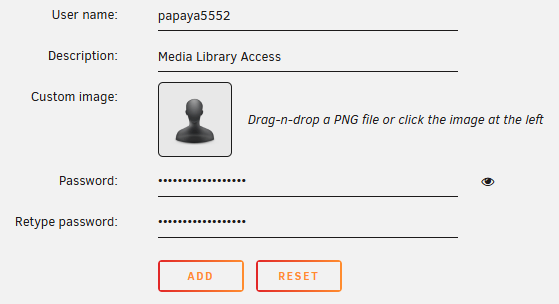 User name: papaya5552
Description: Media Library Access
Custom image: Drag-n-drop a PNG file or click the image at the left
Password: ••••••••••••••••••
Retype password: ••••••••••••••••••
ADD RESET